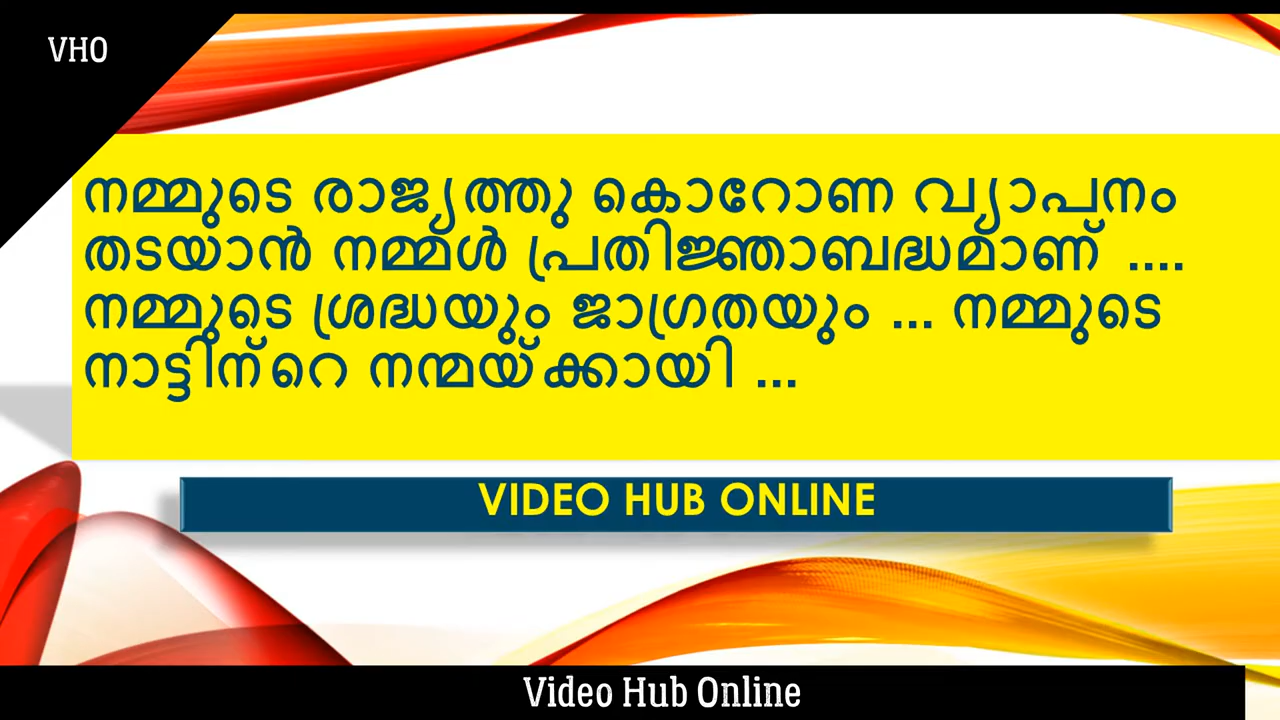 VHO
നമ്മുടെ രാജ്യത്തു കൊറോണ വ്യാപനം
തടയാൻ നമ്മൾ പ്രതിജ്ഞാബദ്ധമാണ് ....
നമ്മുടെ ശ്രദ്ധയും ജാഗ്രതയും ... നമ്മുടെ
നാട്ടിന്റെ നന്മയ്ക്കായി ...
VIDEO HUB ONLINE
Video Hub Online